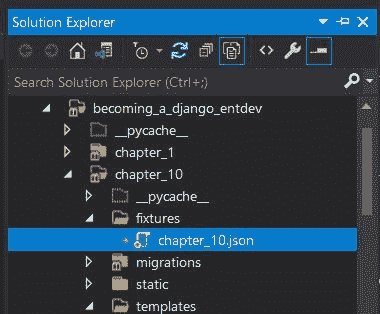 Solution Explorer
Search Solution Explorer (Ctrl+;)
becoming_a_django_entdev
__pycache__
chapter_1
chapter_10
__pycache__
fixtures
chapter_10.json
migrations
static
templates